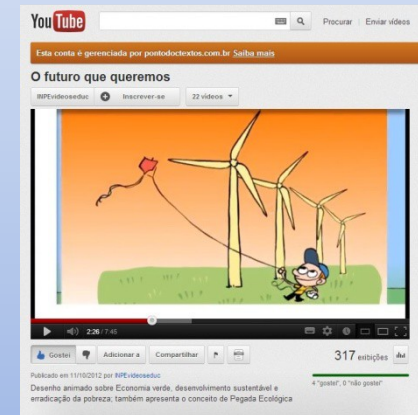 YouTube
Procurar Enviar vídeos
Esta conta é gerenciada por pontodoctextos.com.br Saiba mais
O futuro que queremos
INPEvideoseduc Inscrever-se 22 vídeos
2:26 / 7:45
Gostei Adicionar a Compartilhar 317 exibições
Publicado em 11/10/2012 por INPEvideoseduc
4 "gostei", 0 "não gostei"
Desenho animado sobre Economia verde, desenvolvimento sustentável e
erradicação da pobreza; também apresenta o conceito de Pegada Ecológica